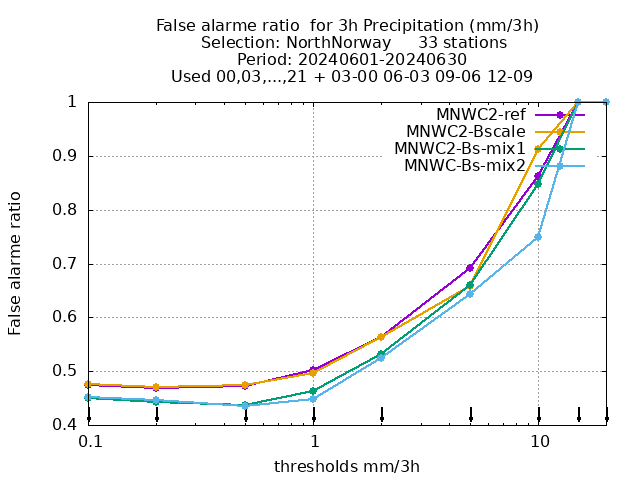 False alarme ratio  for 3h Precipitation (mm/3h)
Selection: NorthNorway     33 stations
Period: 20240601-20240630
Used 00,03,...,21 + 03-00 06-03 09-06 12-09
1
0.9
0.8
0.7
0.6
0.5
0.4
False alarme ratio
MNWC2-ref
MNWC2-Bscale
MNWC2-Bs-mix1
MNWC-Bs-mix2
0.1 1 10
thresholds mm/3h